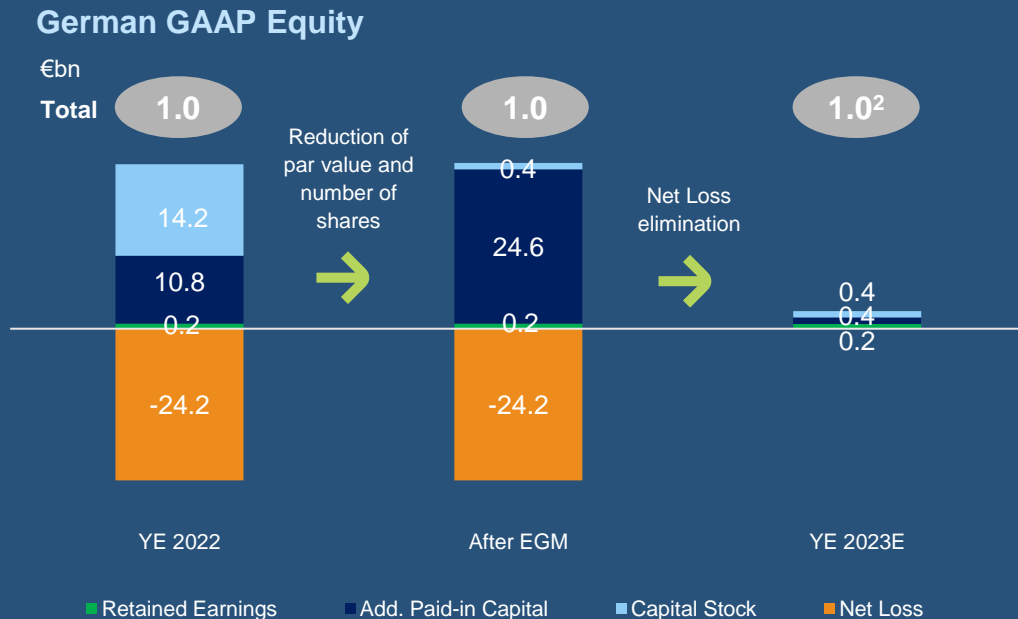 German GAAP Equity
€bn
Total
1.0
1.0
1.0²
Reduction of
par value and
number of
shares
Net Loss
elimination
14.2
10.8
0.2
-24.2
0.4
24.6
0.2
-24.2
0.4
0.4
0.2
YE 2022
After EGM
YE 2023E
Retained Earnings
Add. Paid-in Capital
Capital Stock
Net Loss